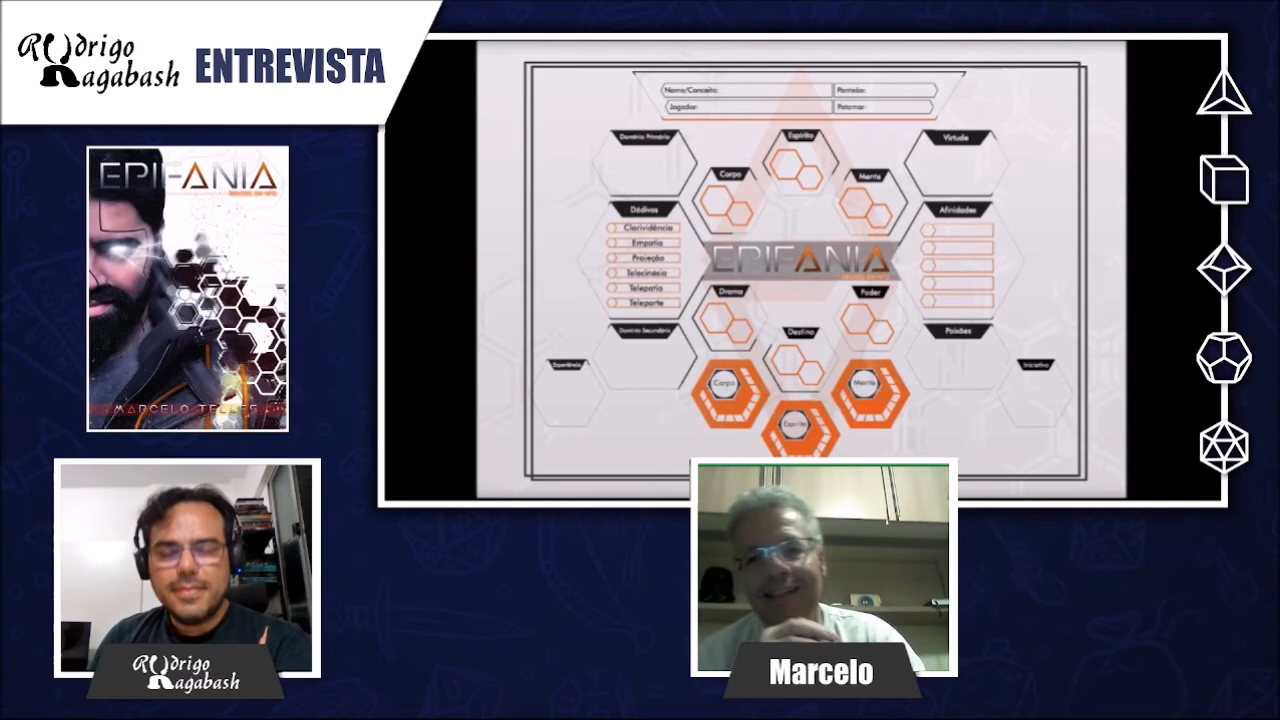 Rodrigo
Ragabash
ENTREVISTA
EPIFANIA
MARCELO TELLES
Nome/Conceito:
Panteão:
Jogador:
Patamar:
Domínio Primário
Espírito
Virtude
Corpo
Mente
Dádivas
Afinidades
Clarividência
Empatia
Projeção
Telecinésia
Telepatia
Teleporte
EPIFANIA
Drama
Poder
Domínio Secundário
Destino
Paixões
Experiência
Iniciativa
Corpo
Mente
Espírito
Rodrigo
Ragabash
Marcelo